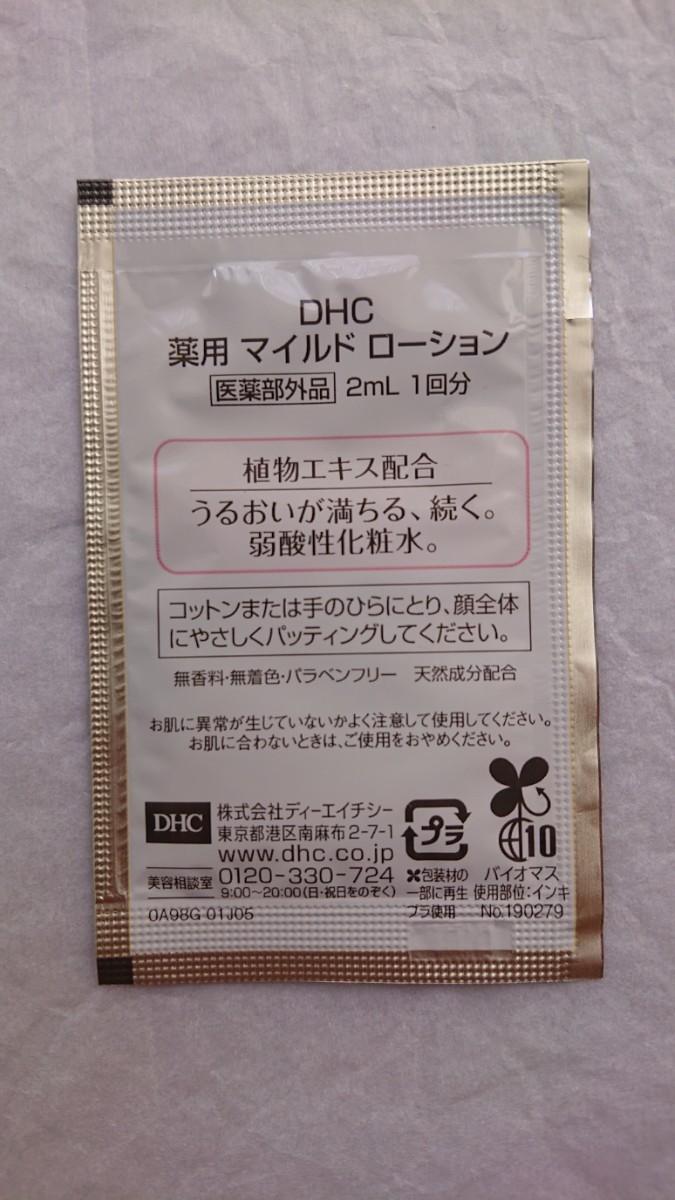 DHC
薬用 マイルド ローション
医薬部外品 2mL 1回分
植物エキス配合
うるおいが満ちる、続く。
弱酸性化粧水。
コットンまたは手のひらにとり、顔全体
にやさしくパッティングしてください。
無香料・無着色・パラベンフリー 天然成分配合
お肌に異常が生じていないかよく注意して使用してください。
お肌に合わないときは、ご使用をおやめください。
DHC
株式会社ディーエイチシー
東京都港区南麻布2-7-1
www.dhc.co.jp
美容相談室 0120-330-724
9:00〜20:00(日・祝日をのぞく)
0A98G 01J05
プラ
包装材の
一部に再生
プラ使用
10
バイオマス
使用部位:インキ
No.190279